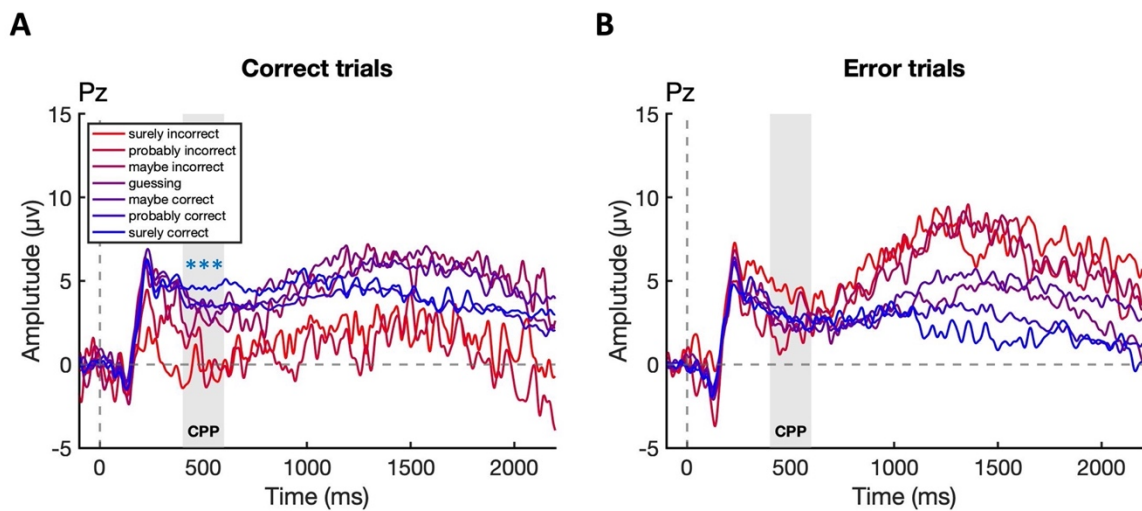 A
Correct trials
Pz
15
10
5
0
-5
Amplutude (μv)
surely incorrect
probably incorrect
maybe incorrect
guessing
maybe correct
probably correct
surely correct
***
CPP
0 500 1000 1500 2000
Time (ms)
B
Error trials
Pz
15
10
5
0
-5
Amplutude (μv)
CPP
0 500 1000 1500 2000
Time (ms)